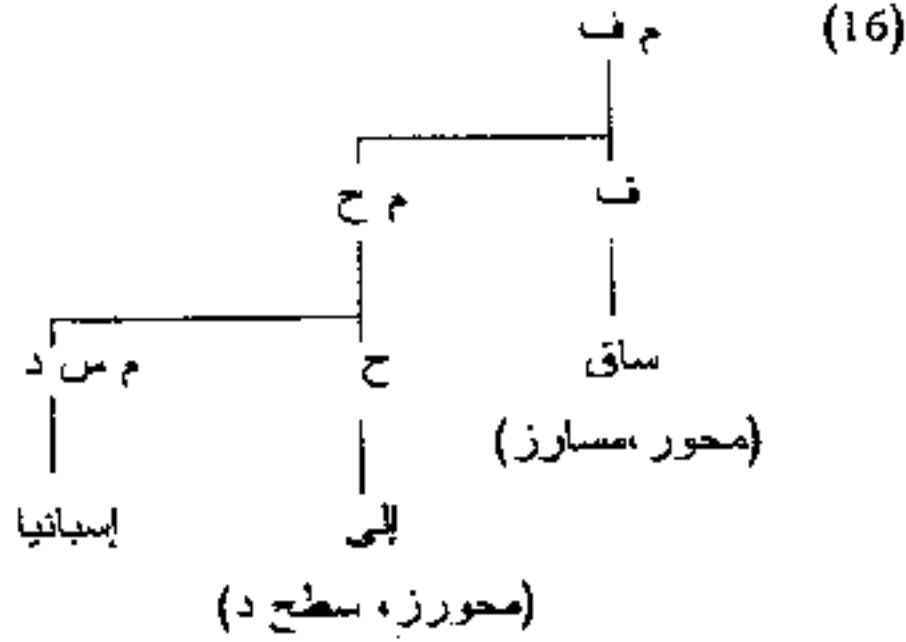 (16)
م ف
ف
م ح
ساق
(محور ،مسارز)
ح
م س د
إلى
(محورز، سطح د)
إسبانيا